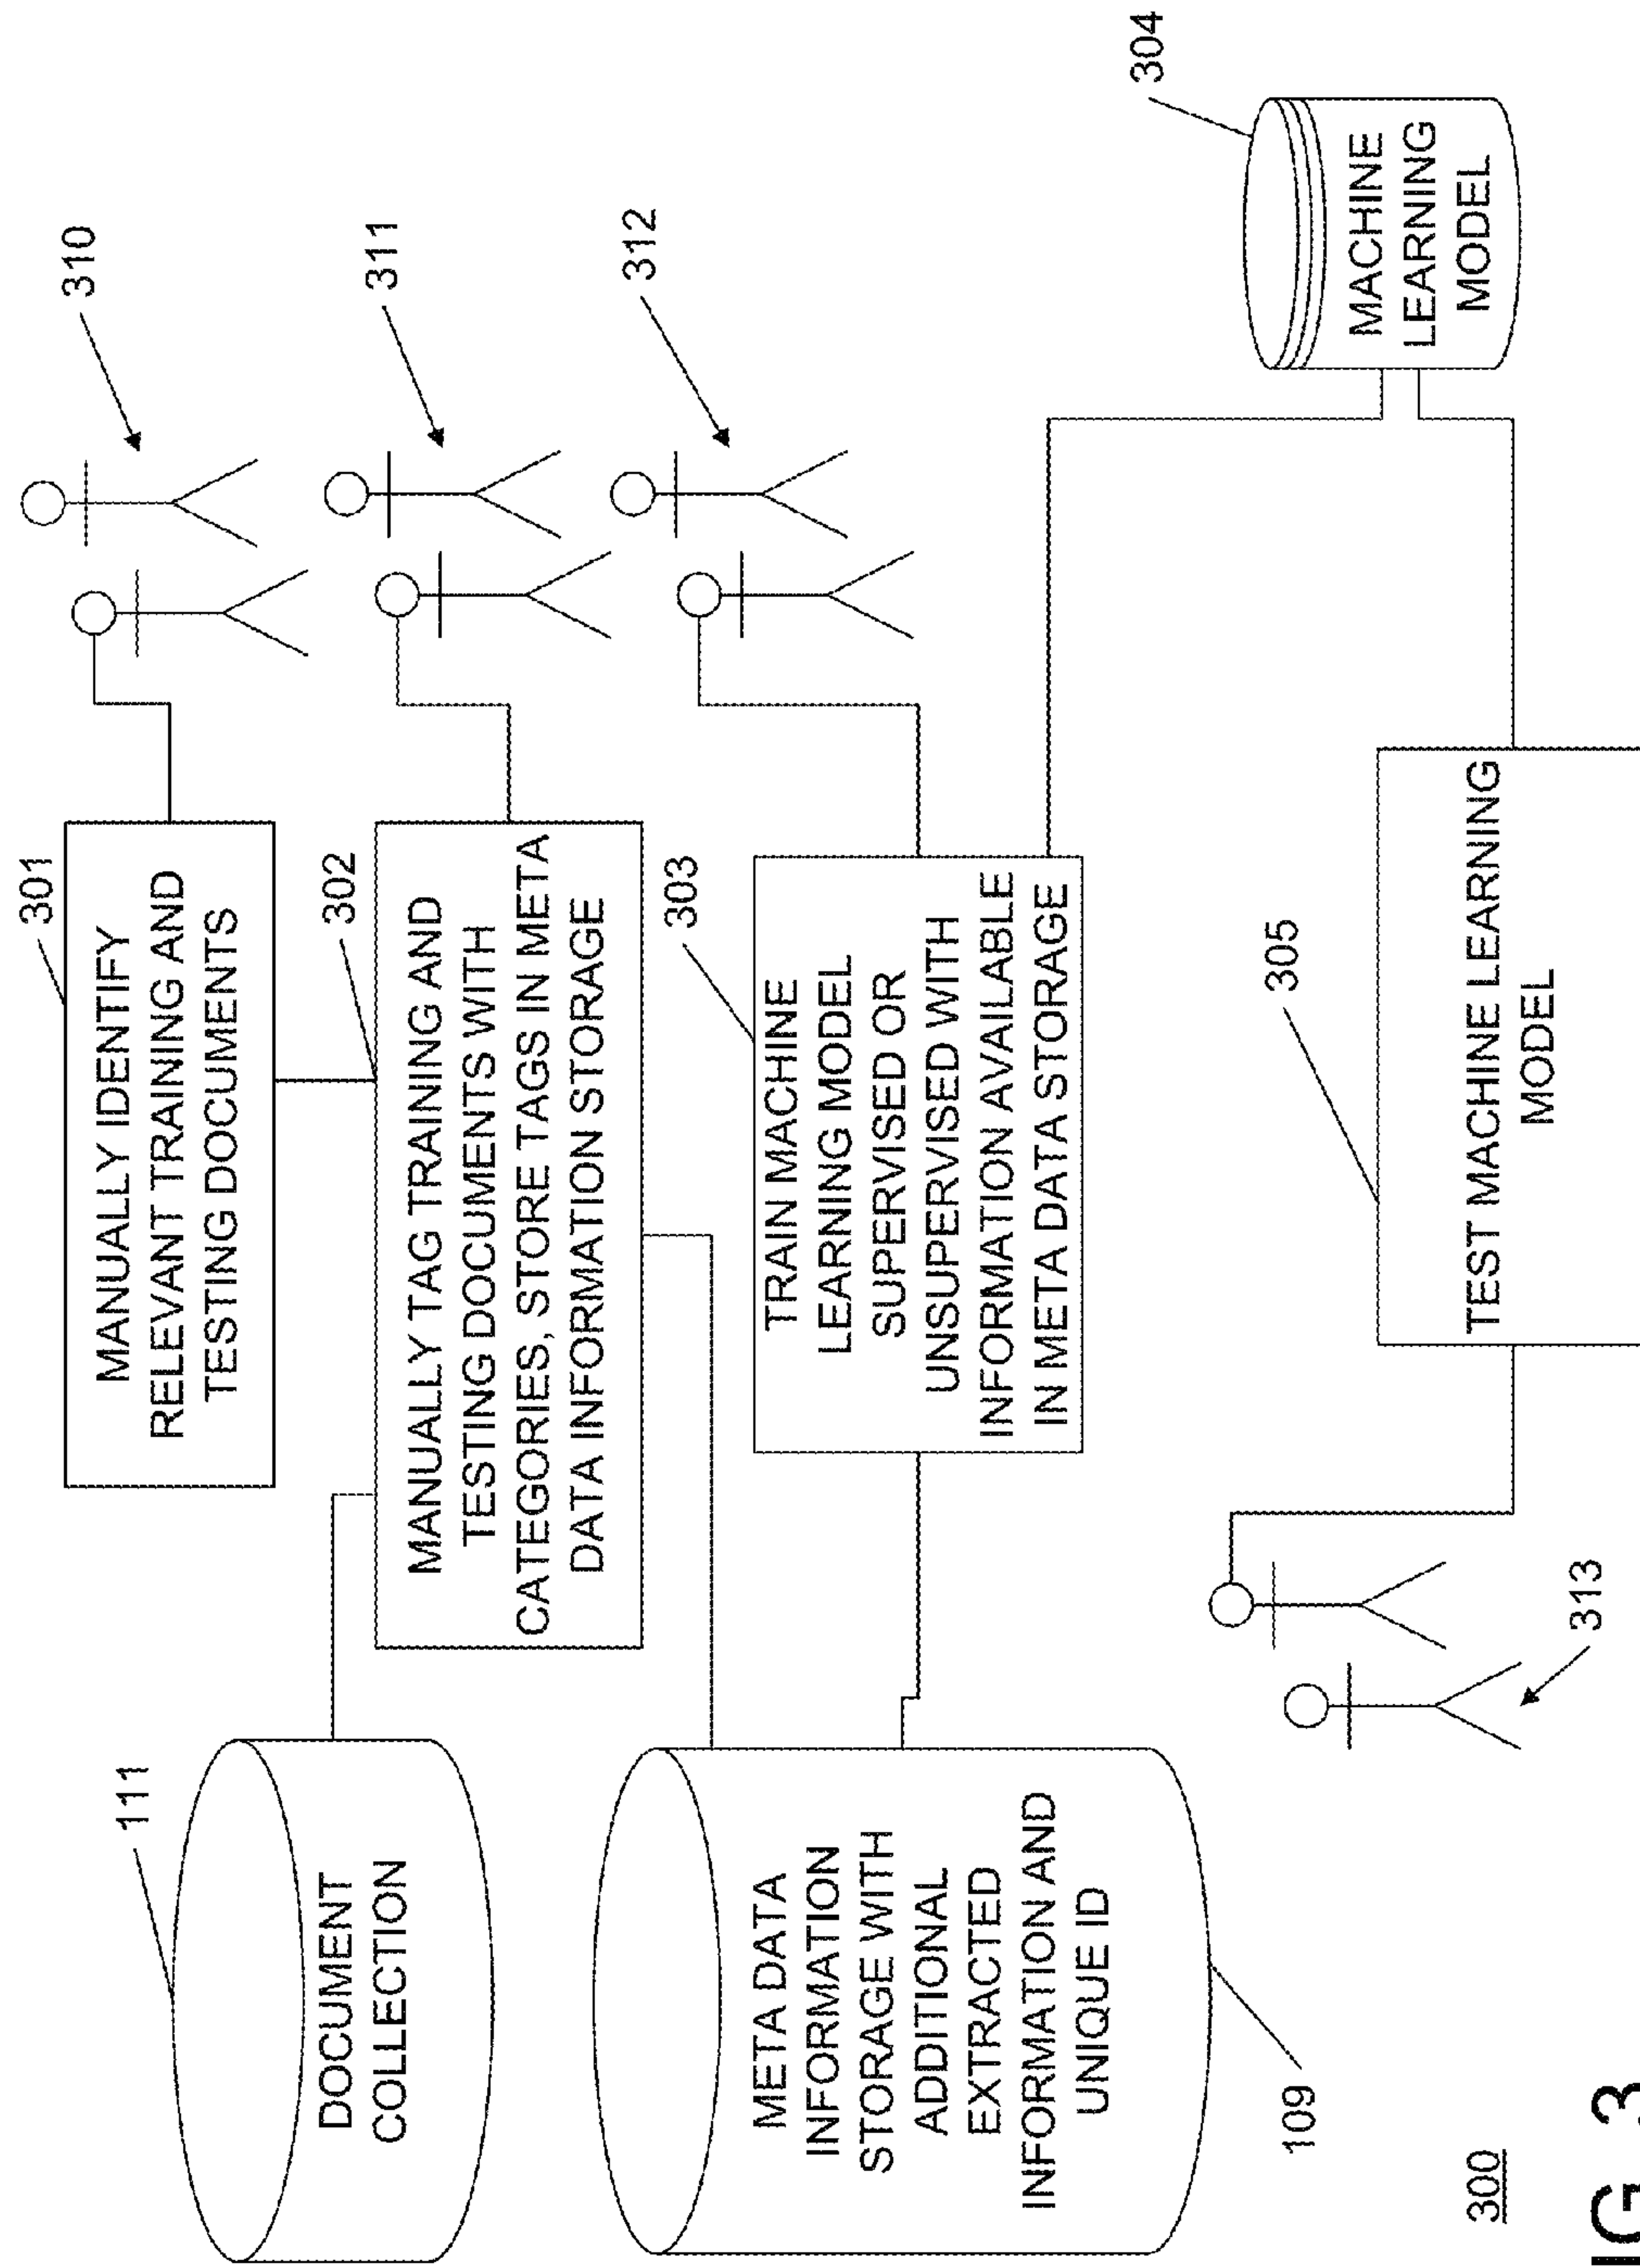 301
310
MANUALLY IDENTIFY
RELEVANT TRAINING AND
TESTING DOCUMENTS
111
DOCUMENT
COLLECTION
302
311
MANUALLY TAG TRAINING AND
TESTING DOCUMENTS WITH
CATEGORIES, STORE TAGS IN META
DATA INFORMATION STORAGE
303
312
META DATA
INFORMATION
STORAGE WITH
ADDITIONAL
EXTRACTED
INFORMATION AND
UNIQUE ID
109
TRAIN MACHINE
LEARNING MODEL
SUPERVISED OR
UNSUPERVISED WITH
INFORMATION AVAILABLE
IN META DATA STORAGE
304
MACHINE
LEARNING
MODEL
305
TEST MACHINE LEARNING
MODEL
313
300
IG. 3